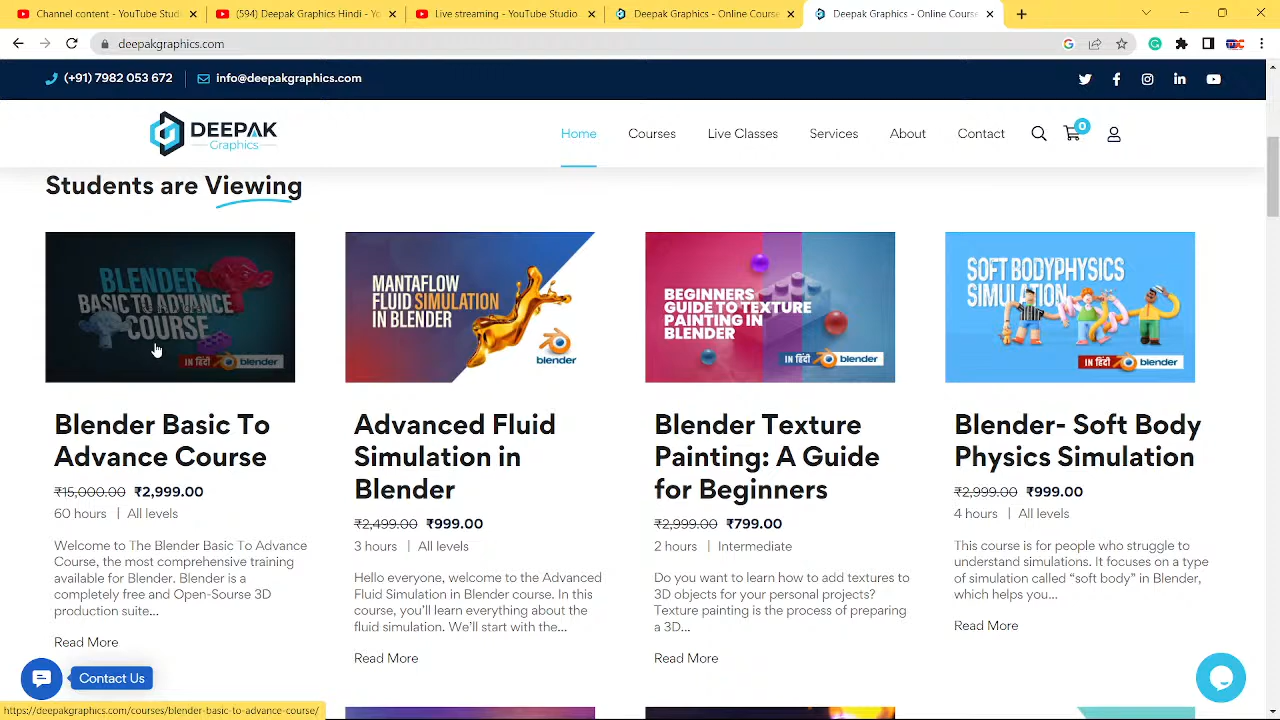 Channel content - YouTube Stud
(594) Deepak Graphics Hindi - Yo
Live streaming - YouTube Studio
Deepak Graphics - Online Course
Deepak Graphics - Online Course
deepakgraphics.com
(+91) 7982 053 672
info@deepakgraphics.com
DEEPAK
Graphics
Home
Courses
Live Classes
Services
About
Contact
0
Students are Viewing
BLENDER
BASIC TO ADVANCE
COURSE
IN हिंदी blender
MANTAFLOW
FLUID SIMULATION
IN BLENDER
blender
BEGINNERS
GUIDE TO TEXTURE
PAINTING IN
BLENDER
IN हिंदी blender
SOFT BODYPHYSICS
SIMULATION
IN हिंदी blender
Blender Basic To
Advance Course
₹15,000.00 ₹2,999.00
60 hours | All levels
Welcome to The Blender Basic To Advance
Course, the most comprehensive training
available for Blender. Blender is a
completely free and Open-Sourse 3D
production suite...
Read More
Advanced Fluid
Simulation in
Blender
₹2,499.00 ₹999.00
3 hours | All levels
Hello everyone, welcome to the Advanced
Fluid Simulation in Blender course. In this
course, you'll learn everything about the
fluid simulation. We'll start with the...
Read More
Blender Texture
Painting: A Guide
for Beginners
₹2,999.00 ₹799.00
2 hours | Intermediate
Do you want to learn how to add textures to
3D objects for your personal projects?
Texture painting is the process of preparing
a 3D...
Read More
Blender- Soft Body
Physics Simulation
₹2,999.00 ₹999.00
4 hours | All levels
This course is for people who struggle to
understand simulations. It focuses on a type
of simulation called “soft body” in Blender,
which helps you...
Read More
Contact Us
https://deepakgraphics.com/courses/blender-basic-to-advance-course/